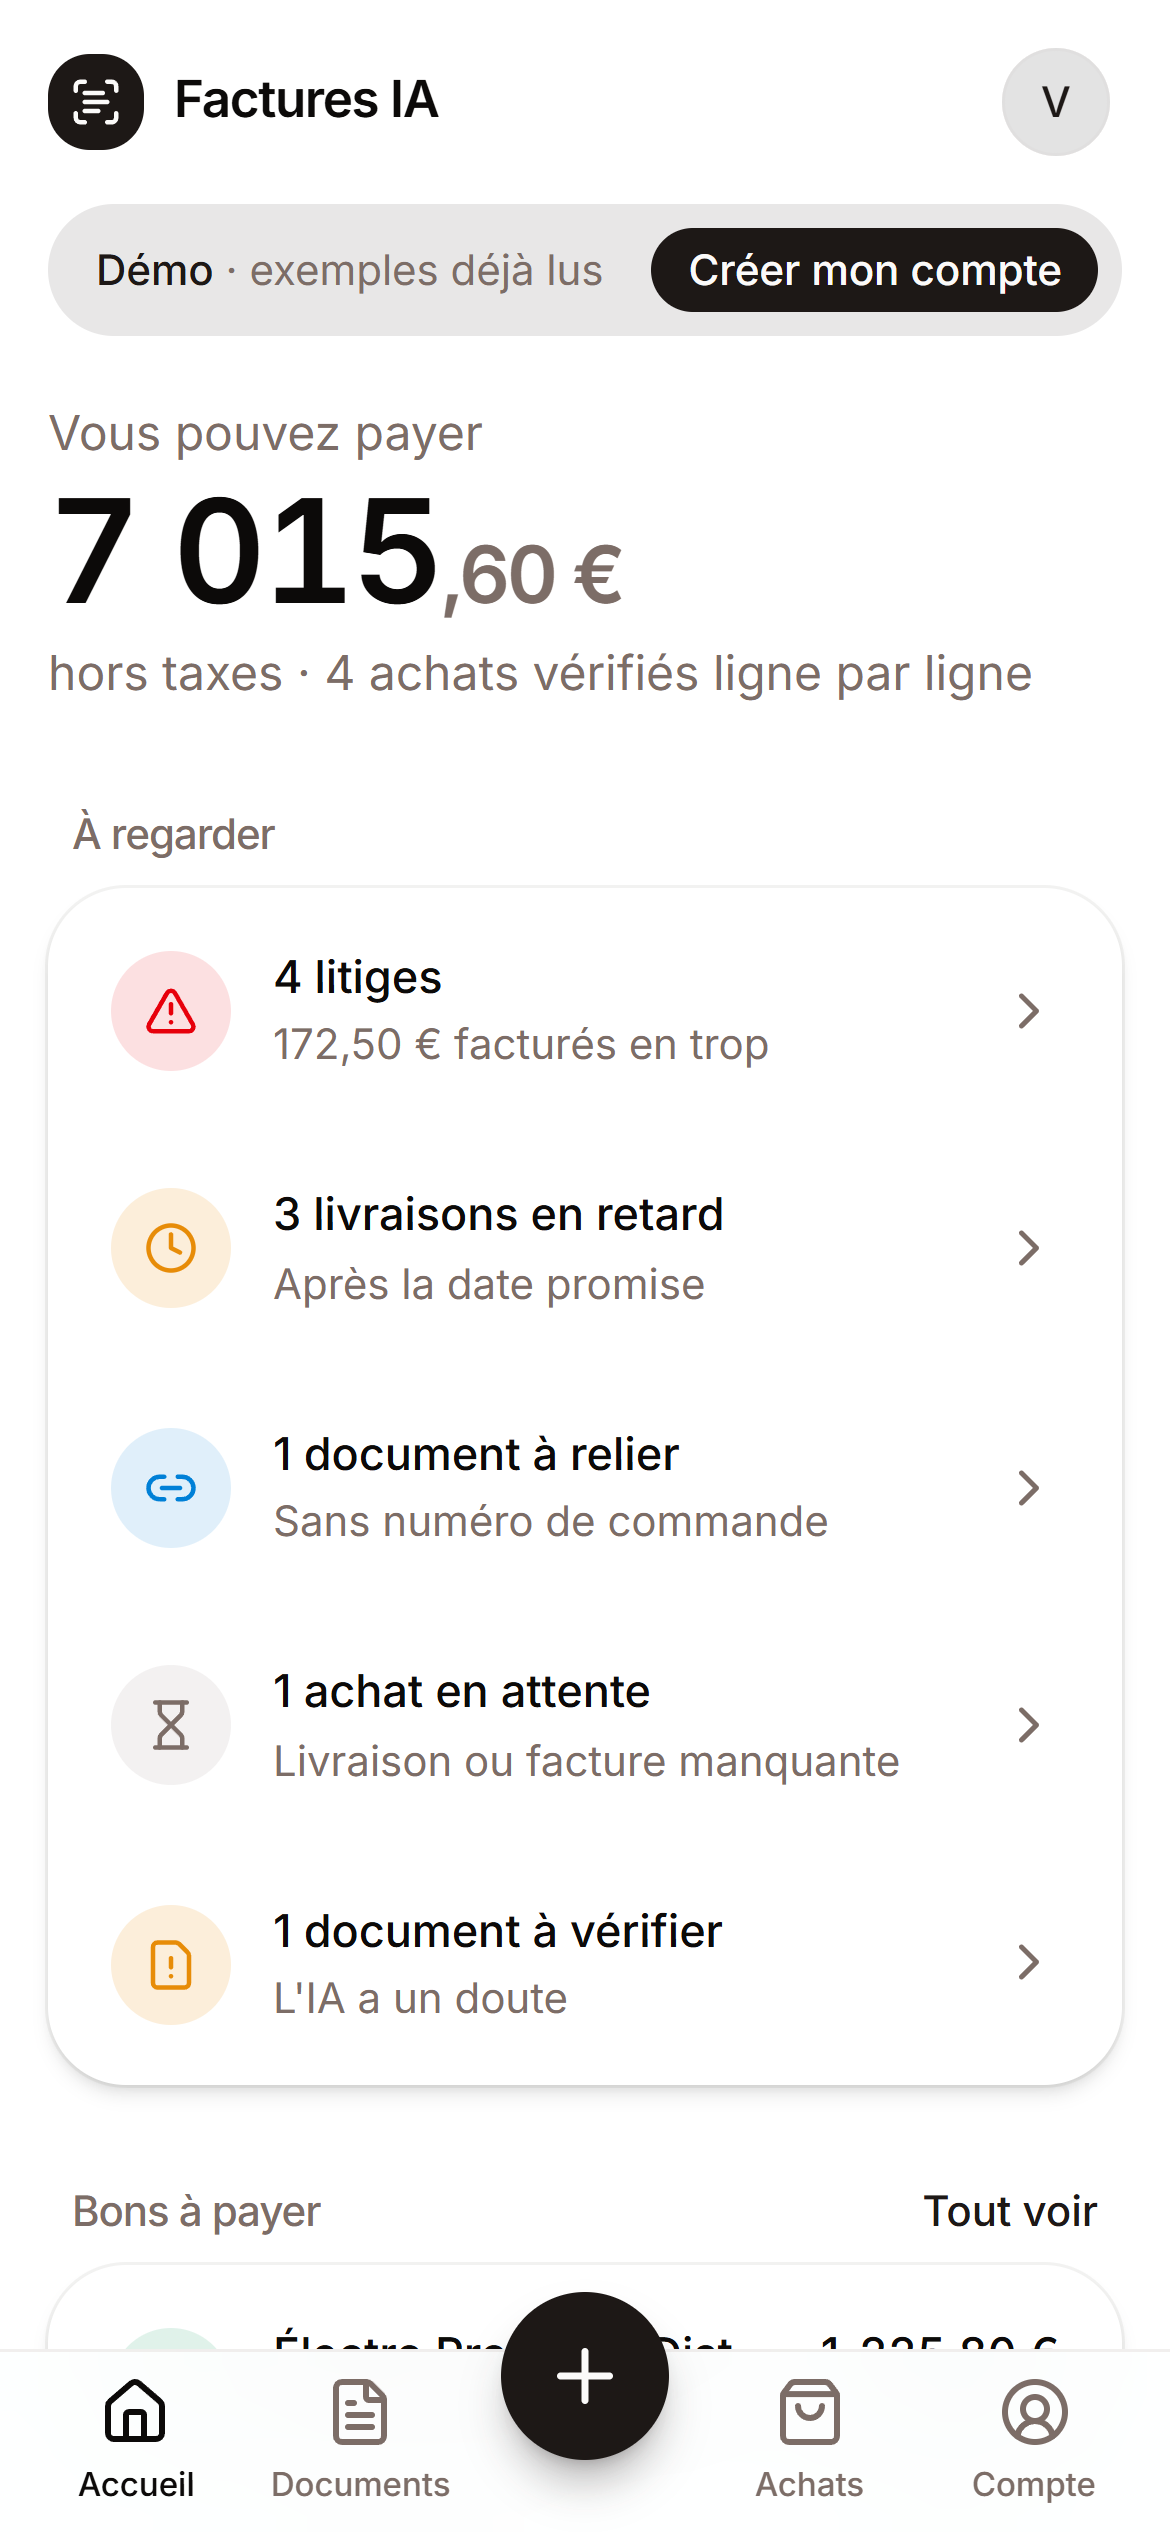 Factures IA
V
Démo · exemples déjà lus
Créer mon compte
Vous pouvez payer
7 015,60 €
hors taxes · 4 achats vérifiés ligne par ligne
À regarder
4 litiges
172,50 € facturés en trop
3 livraisons en retard
Après la date promise
1 document à relier
Sans numéro de commande
1 achat en attente
Livraison ou facture manquante
1 document à vérifier
L'IA a un doute
Bons à payer
Tout voir
Accueil
Documents
Achats
Compte